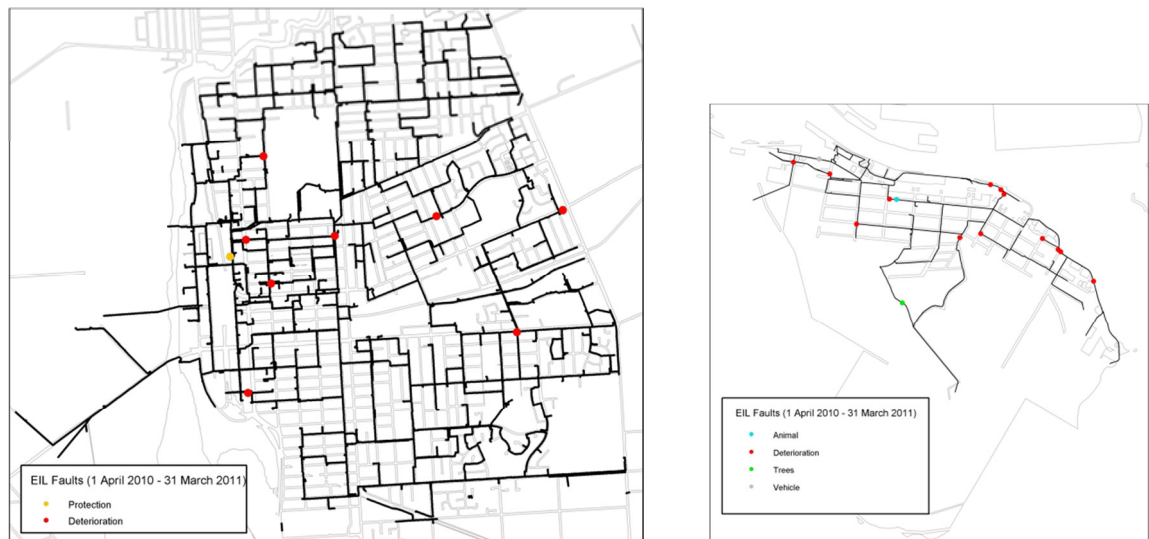 EIL Faults (1 April 2010 - 31 March 2011)
Protection
Deterioration
EIL Faults (1 April 2010 - 31 March 2011)
Animal
Deterioration
Trees
Vehicle